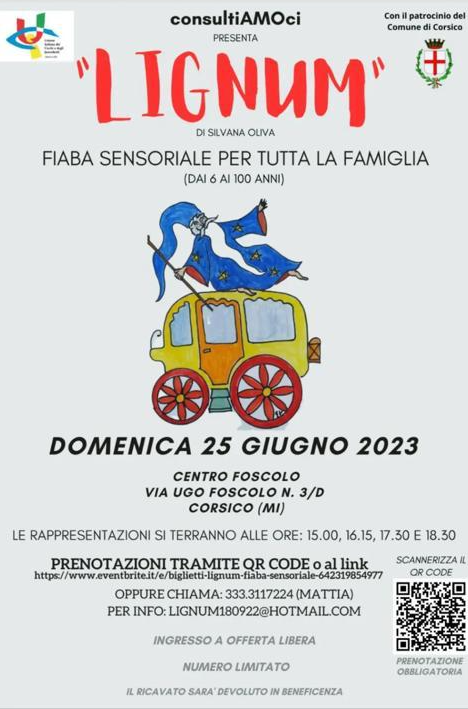 consultiAMOci
PRESENTA
Con il patrocinio del
Comune di Corsico
"LIGNUM"
DI SILVANA OLIVA
FIABA SENSORIALE PER TUTTA LA FAMIGLIA
(DAI 6 AI 100 ANNI)
DOMENICA 25 GIUGNO 2023
CENTRO FOSCOLO
VIA UGO FOSCOLO N. 3/D
CORSICO (MI)
LE RAPPRESENTAZIONI SI TERRANNO ALLE ORE: 15.00, 16.15, 17.30 E 18.30
PRENOTAZIONI TRAMITE QR CODE o al link
https://www.eventbrite.it/e/biglietti-lignum-fiaba-sensoriale-642319854977
OPPURE CHIAMA: 333.3117224 (MATTIA)
PER INFO: LIGNUM180922@HOTMAIL.COM
SCANNERIZZA IL
QR CODE
PRENOTAZIONE
OBBLIGATORIA
INGRESSO A OFFERTA LIBERA
NUMERO LIMITATO
IL RICAVATO SARA' DEVOLUTO IN BENEFICENZA